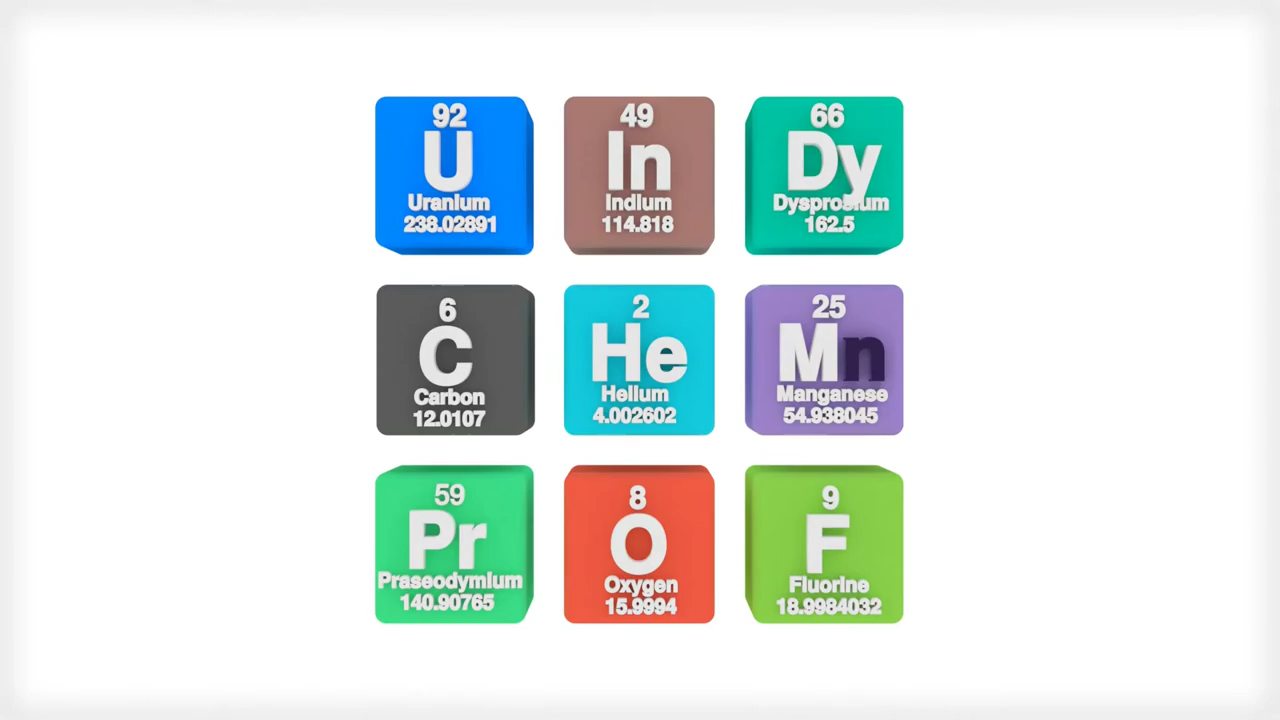 92
U
Uranium
238.02891
49
In
Indium
114.818
66
Dy
Dysprosium
162.5
6
C
Carbon
12.0107
2
He
Helium
4.002602
25
Mn
Manganese
54.938045
59
Pr
Praseodymium
140.90765
8
O
Oxygen
15.9994
9
F
Fluorine
18.9984032